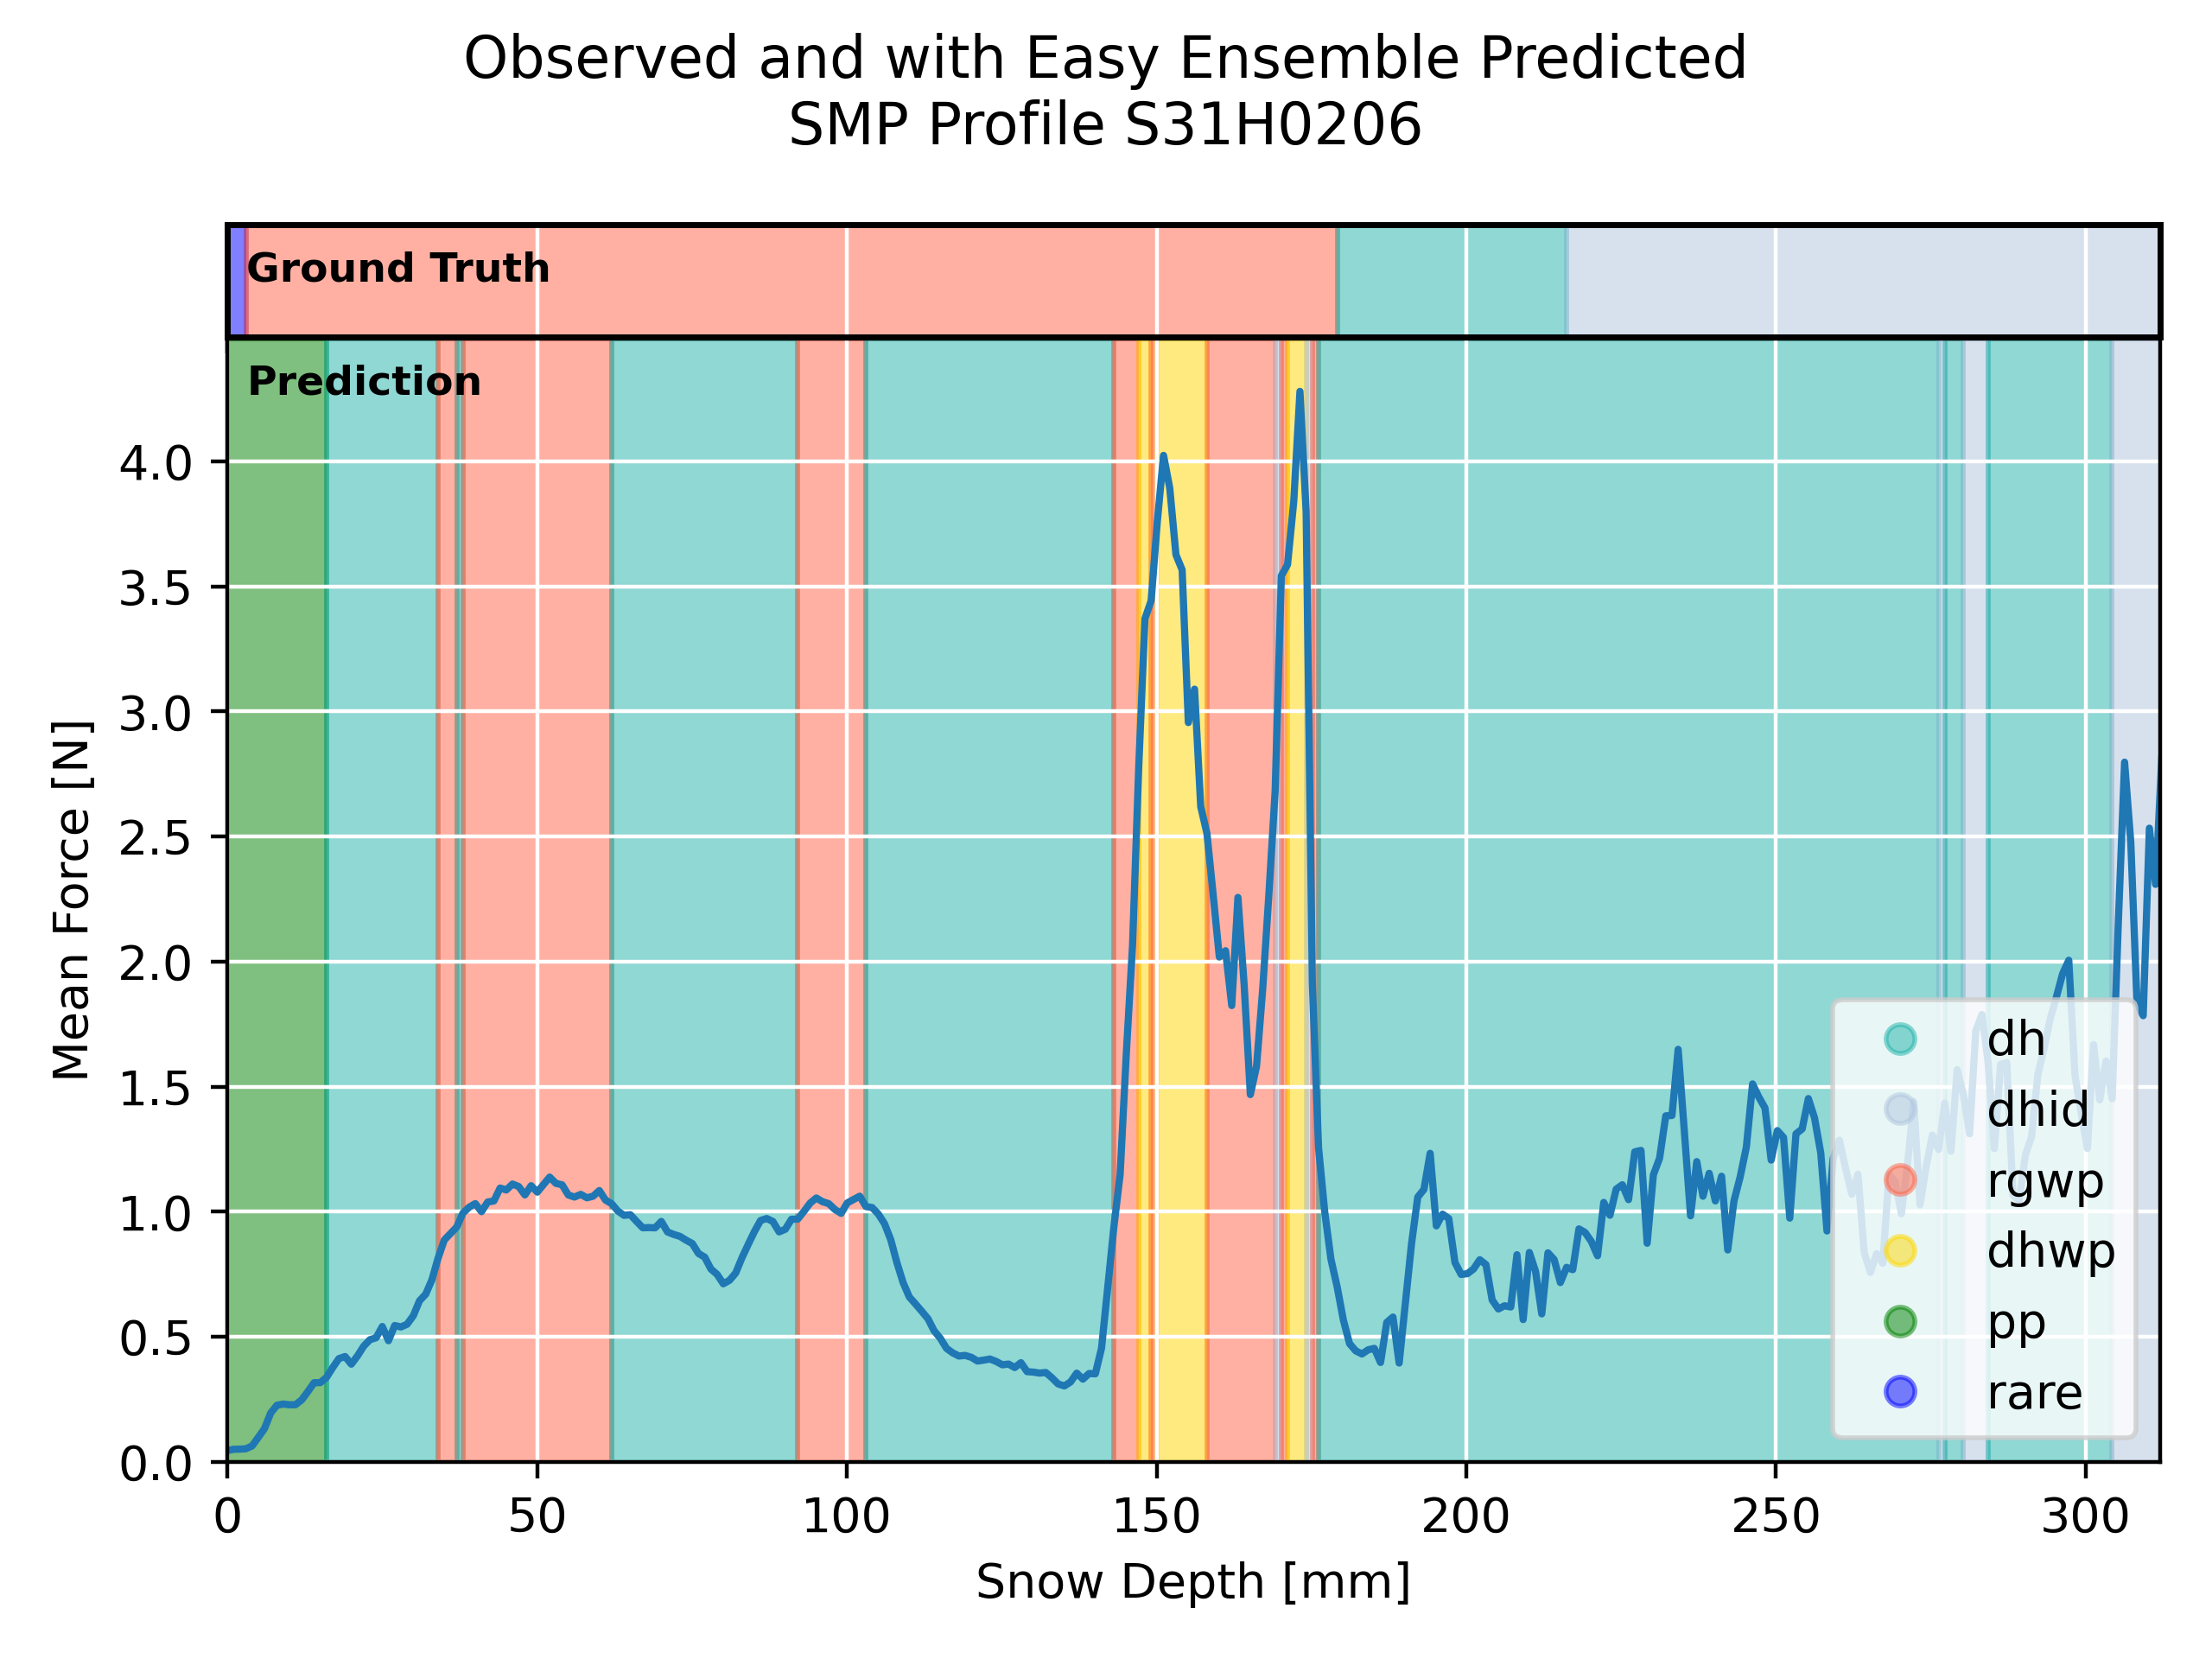 Observed and with Easy Ensemble Predicted
SMP Profile S31H0206
Ground Truth
Prediction
4.0
3.5
3.0
2.5
2.0
1.5
1.0
0.5
0.0
Mean Force [N]
dh
dhid
rgwp
dhwp
pp
rare
0 50 100 150 200 250 300
Snow Depth [mm]